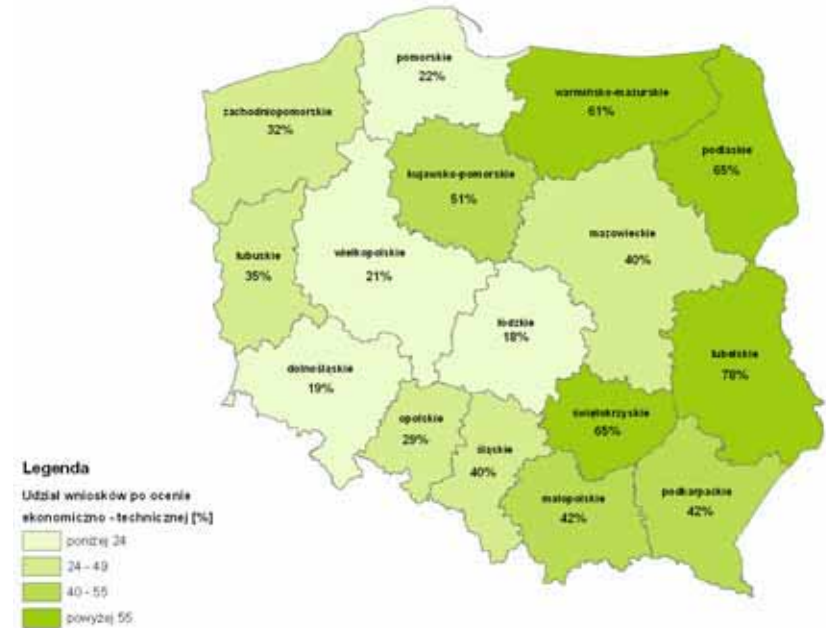 pomorskie
22%
warmińsko-mazurskie
61%
zachodniopomorskie
32%
podlaskie
65%
kujawsko-pomorskie
51%
mazowieckie
40%
lubuskie
35%
wielkopolskie
21%
łódzkie
18%
lubelskie
78%
dolnośląskie
19%
opolskie
29%
świętokrzyskie
65%
śląskie
40%
małopolskie
42%
podkarpackie
42%
Legenda
Udział wniosków po ocenie
ekonomiczno - technicznej [%]
poniżej 24
24 - 49
40 - 55
powyżej 55